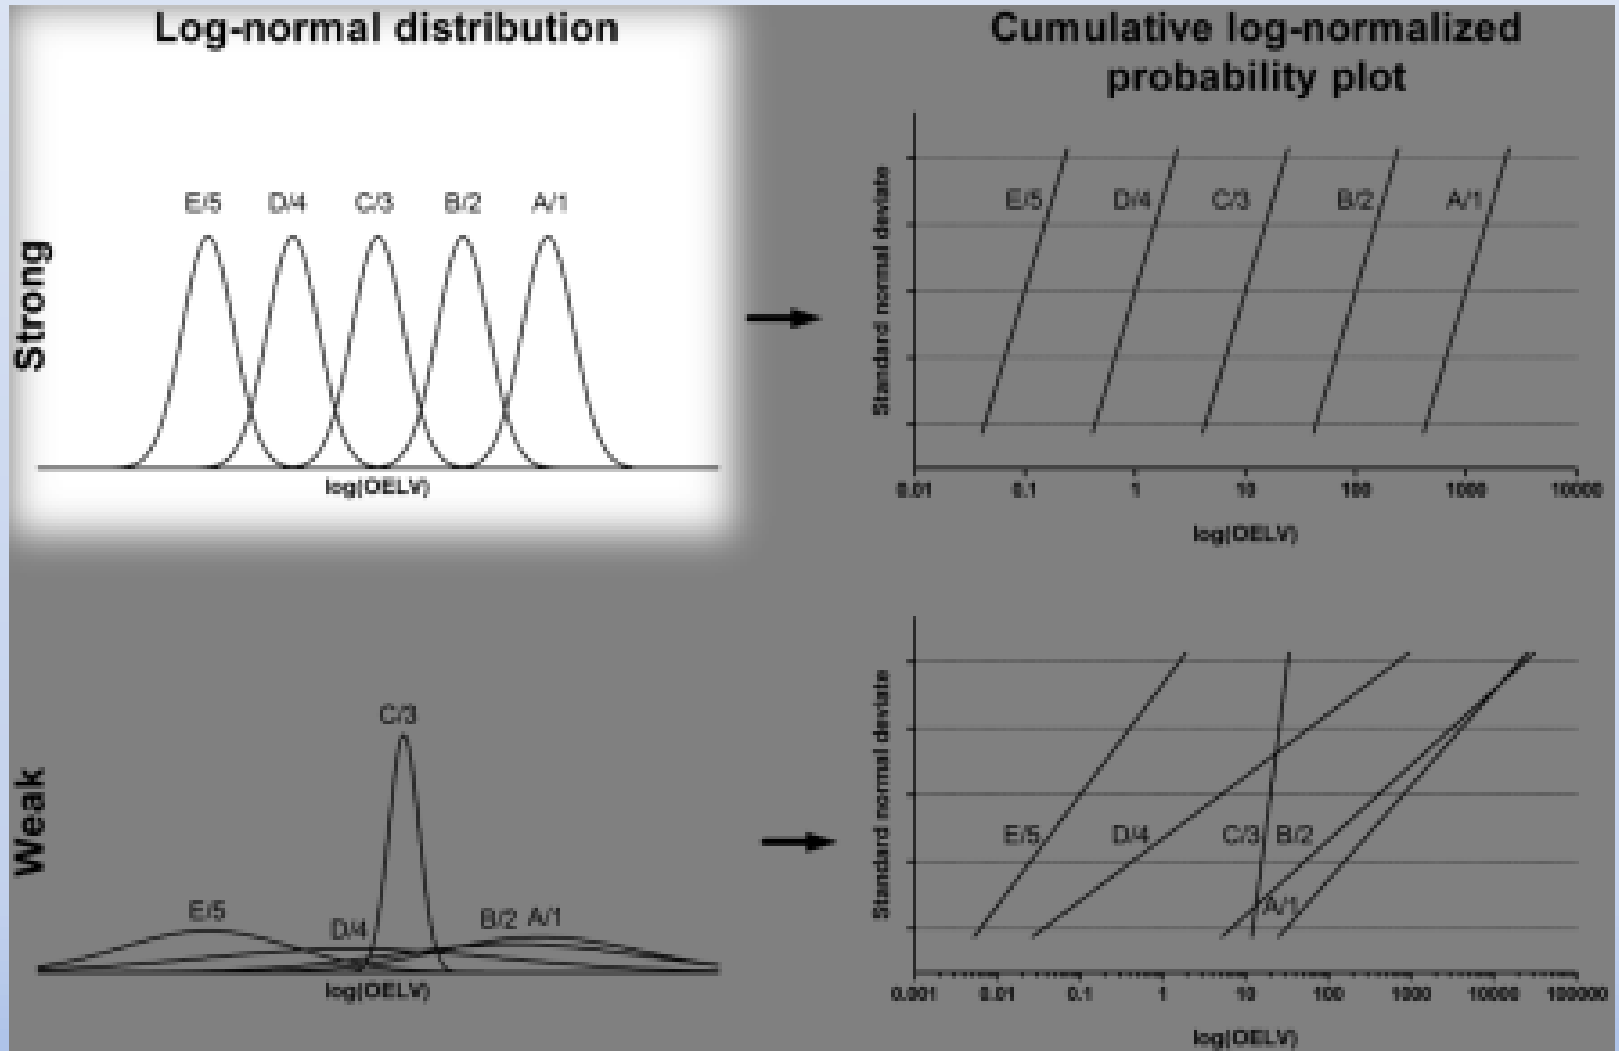 Log-normal distribution
Cumulative log-normalized
probability plot
Strong
E/5 D/4 C/3 B/2 A/1
log(OELV)
Standard normal deviate
E/5 D/4 C/3 B/2 A/1
0.01 0.1 1 10 100 1000 10000
log(OELV)
Weak
C/3
E/5 D/4 B/2 A/1
log(OELV)
Standard normal deviate
E/5 D/4 C/3 B/2
A/1
0.001 0.01 0.1 1 10 100 1000 10000 100000
log(OELV)